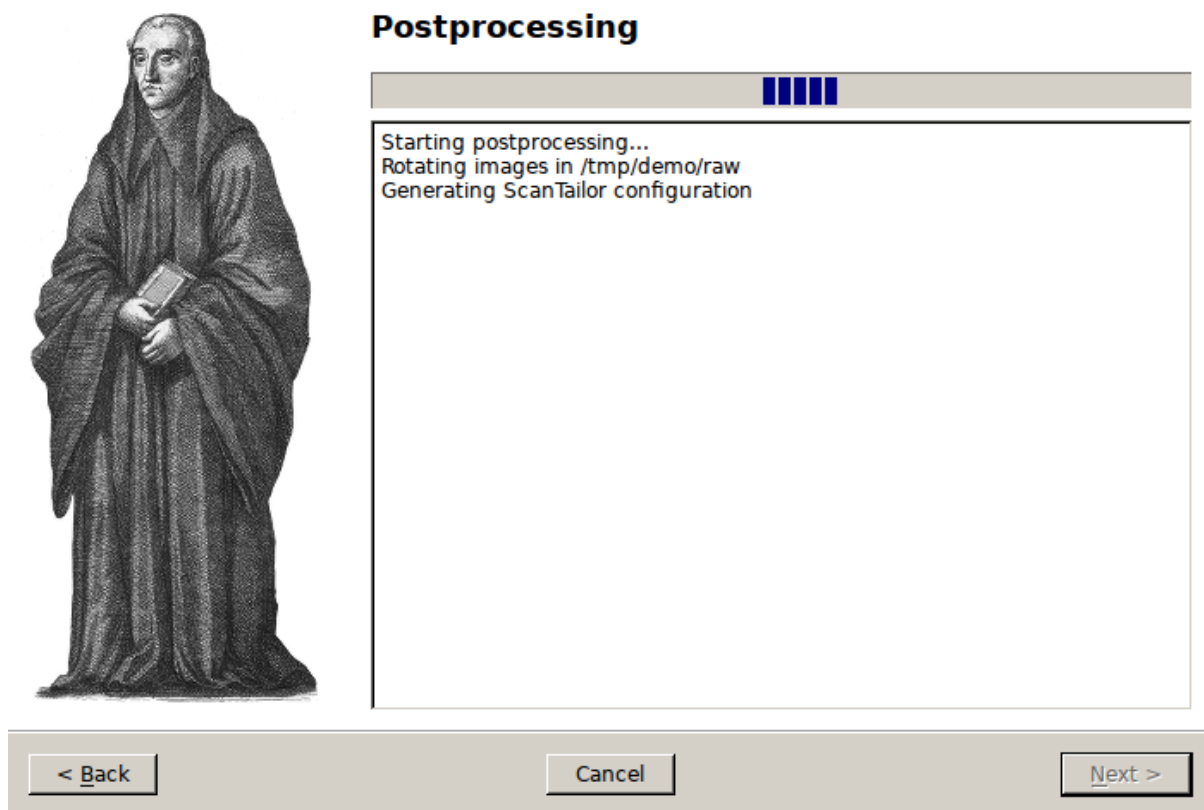 Postprocessing
Starting postprocessing...
Rotating images in /tmp/demo/raw
Generating ScanTailor configuration
< Back
Cancel
Next >